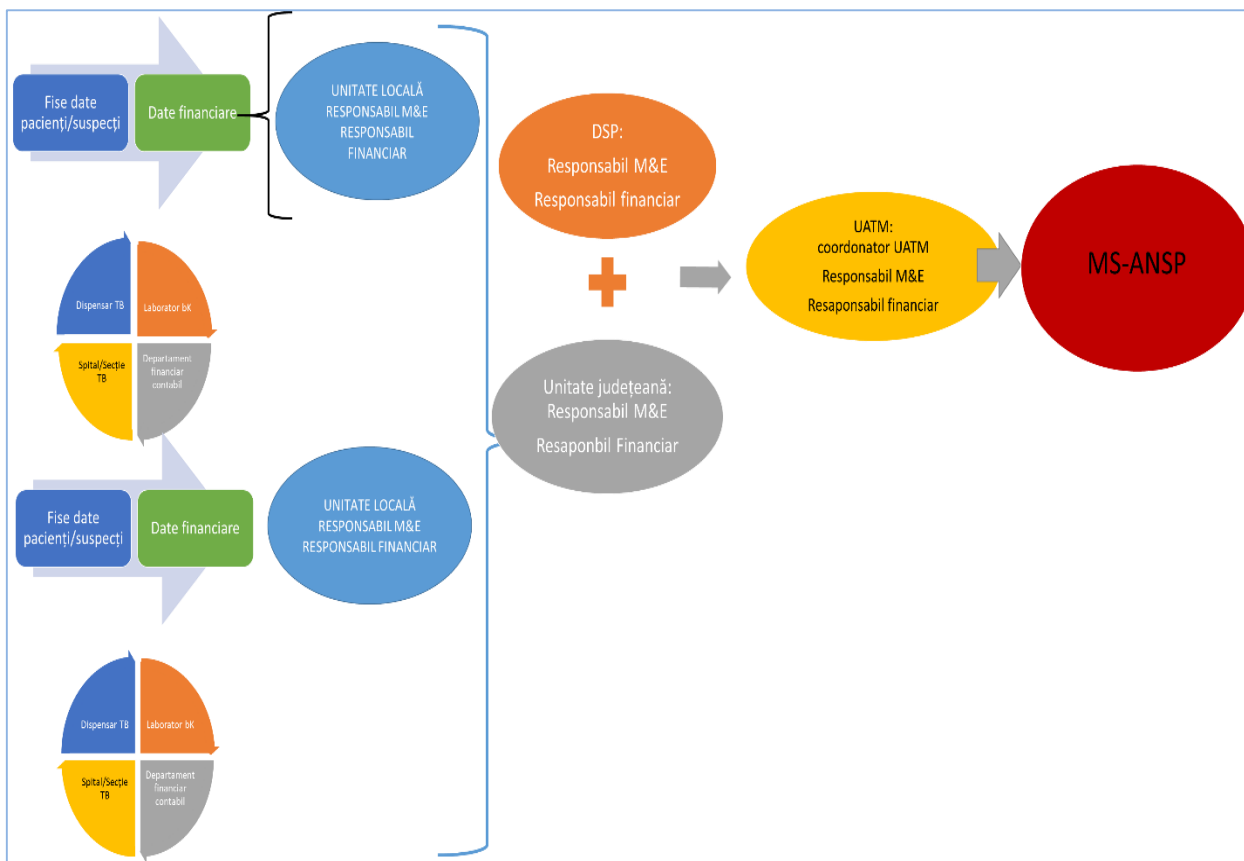 Fise date
pacienți/suspecți
Date financiare
UNITATE LOCALĂ
RESPONSABIL M&E
RESPONSABIL
FINANCIAR
Dispensar TB
Laborator bK
Spital/Secție
TB
Departament
financiar
contabil
Fise date
pacienți/suspecți
Date financiare
UNITATE LOCALĂ
RESPONSABIL M&E
RESPONSABIL FINANCIAR
Dispensar TB
Laborator bK
Spital/Secție
TB
Departament
financiar
contabil
DSP:
Responsabil M&E
Responsabil financiar
Unitate județeană:
Responsabil M&E
Resaponbil Financiar
UATM:
coordonator UATM
Responsabil M&E
Resaponsabil financiar
MS-ANSP